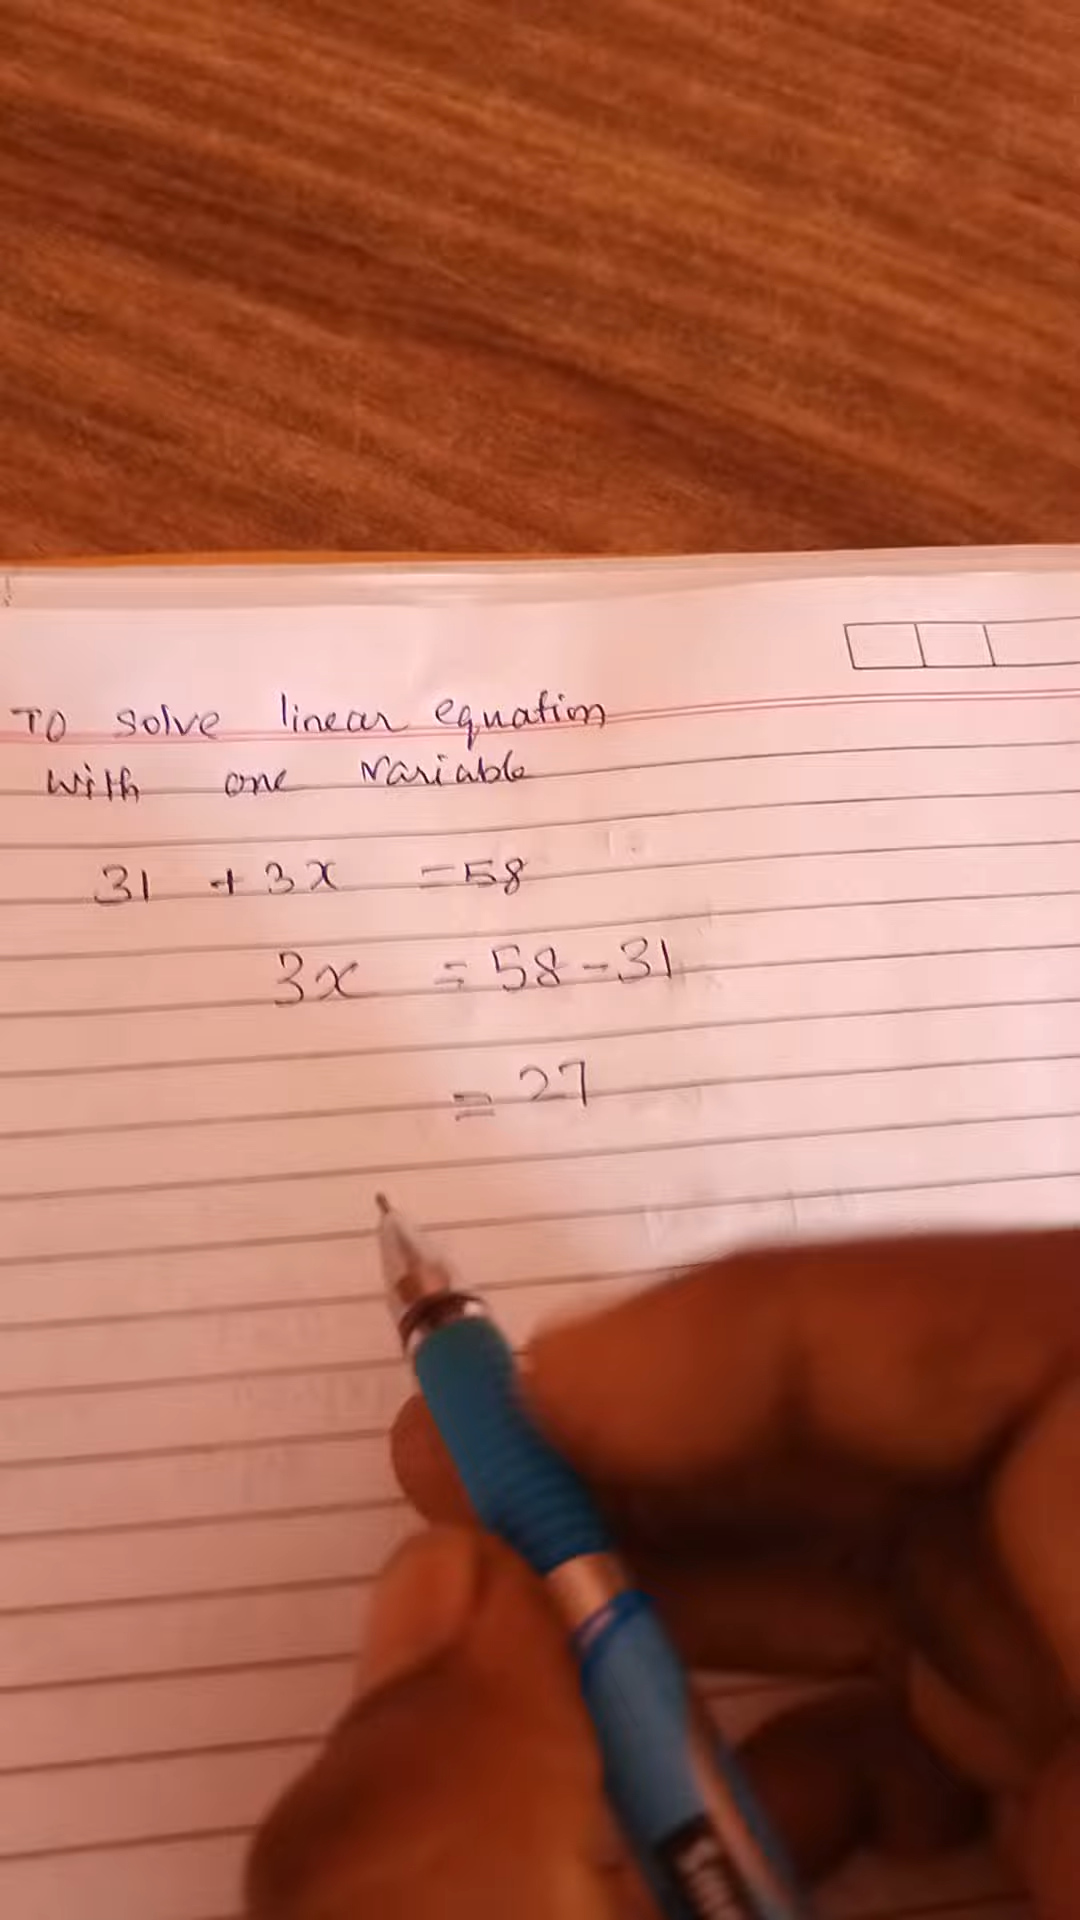 To solve linear equation
with one variable
31 + 3x = 58
3x = 58 - 31
= 27